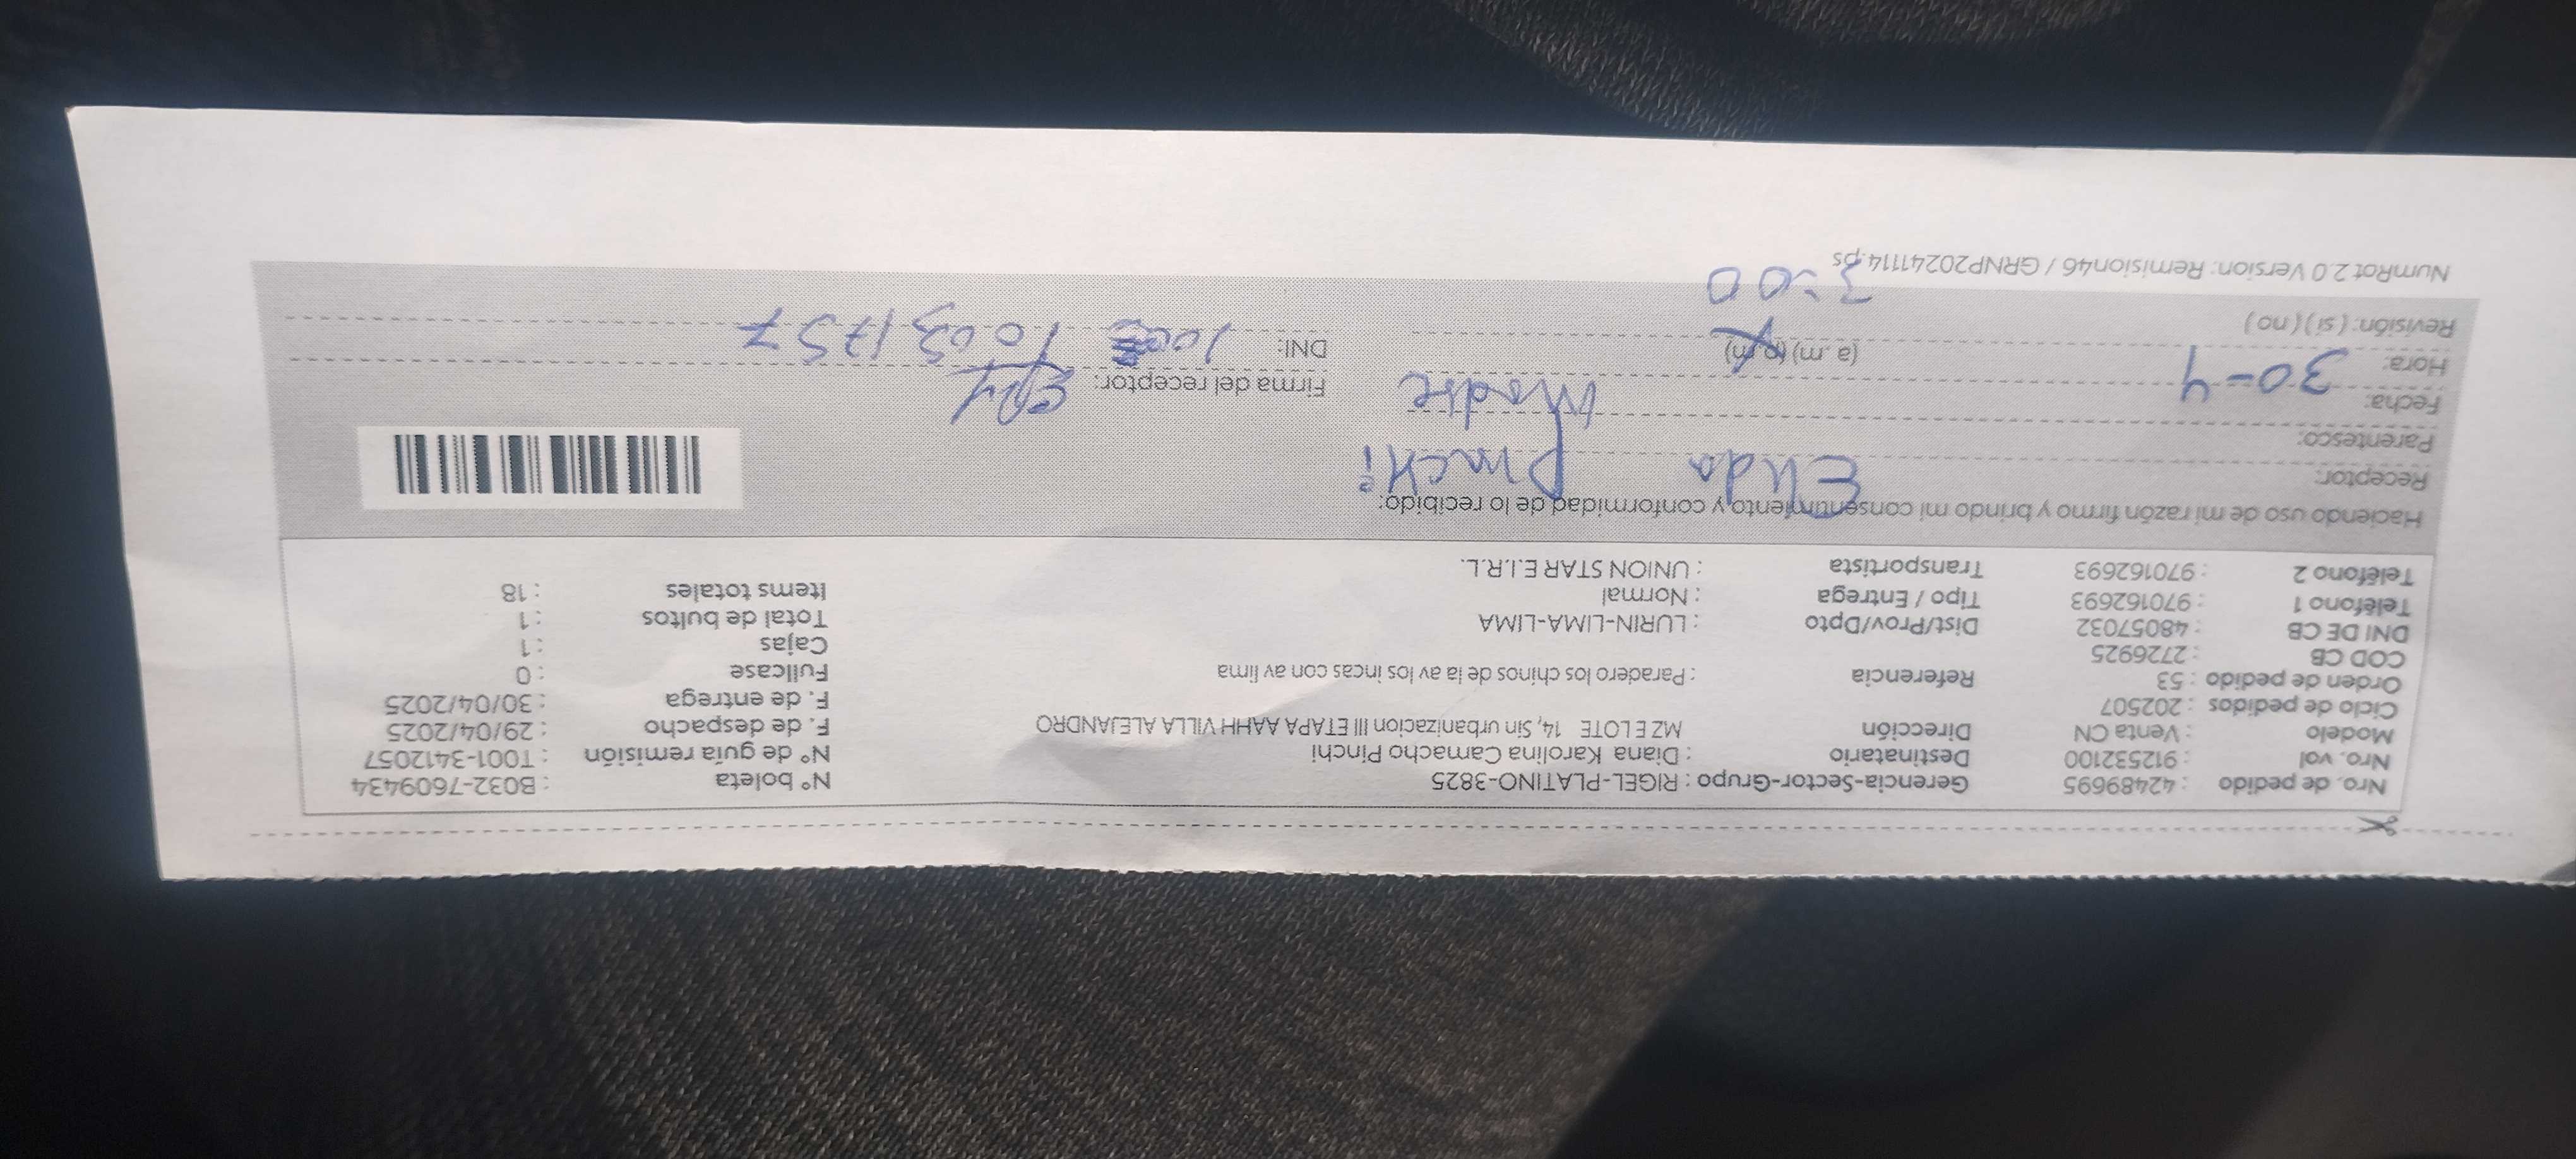 Nro. de pedido : 42489695 Gerencia-Sector-Grupo : RIGEL-PLATINO-3825 N° boleta : B032-7609434
Nro. vol : 912532100 Destinatario : Diana Karolina Camacho Pinchi N° de guía remisión : T001-3412057
Modelo : Venta CN Dirección MZ E LOTE 14, Sin urbanizacion III ETAPA AAHH VILLA ALEJANDRO F. de despacho : 29/04/2025
Ciclo de pedidos : 202507 F. de entrega : 30/04/2025
Orden de pedido : 53 Referencia : Paradero los chinos de la av los incas con av lima Fullcase : 0
COD CB : 2726925 Cajas : 1
DNI DE CB : 48057032 Dist/Prov/Dpto : LURIN-LIMA-LIMA Total de bultos : 1
Teléfono 1 : 970162693 Tipo / Entrega : Normal Items totales : 18
Teléfono 2 : 970162693 Transportista : UNION STAR E.I.R.L.
Haciendo uso de mi razón firmo y brindo mi consentimiento y conformidad de lo recibido:
Receptor: Elida Pinchi
Parentesco: Madre
Fecha: 30-4 Firma del receptor:
Hora: (a. m) (p. m) DNI: 10031757
Revisión: ( si ) ( no ) 3:00
NumRot 2.0 Version: Remision46 / GRNP20241114.ps